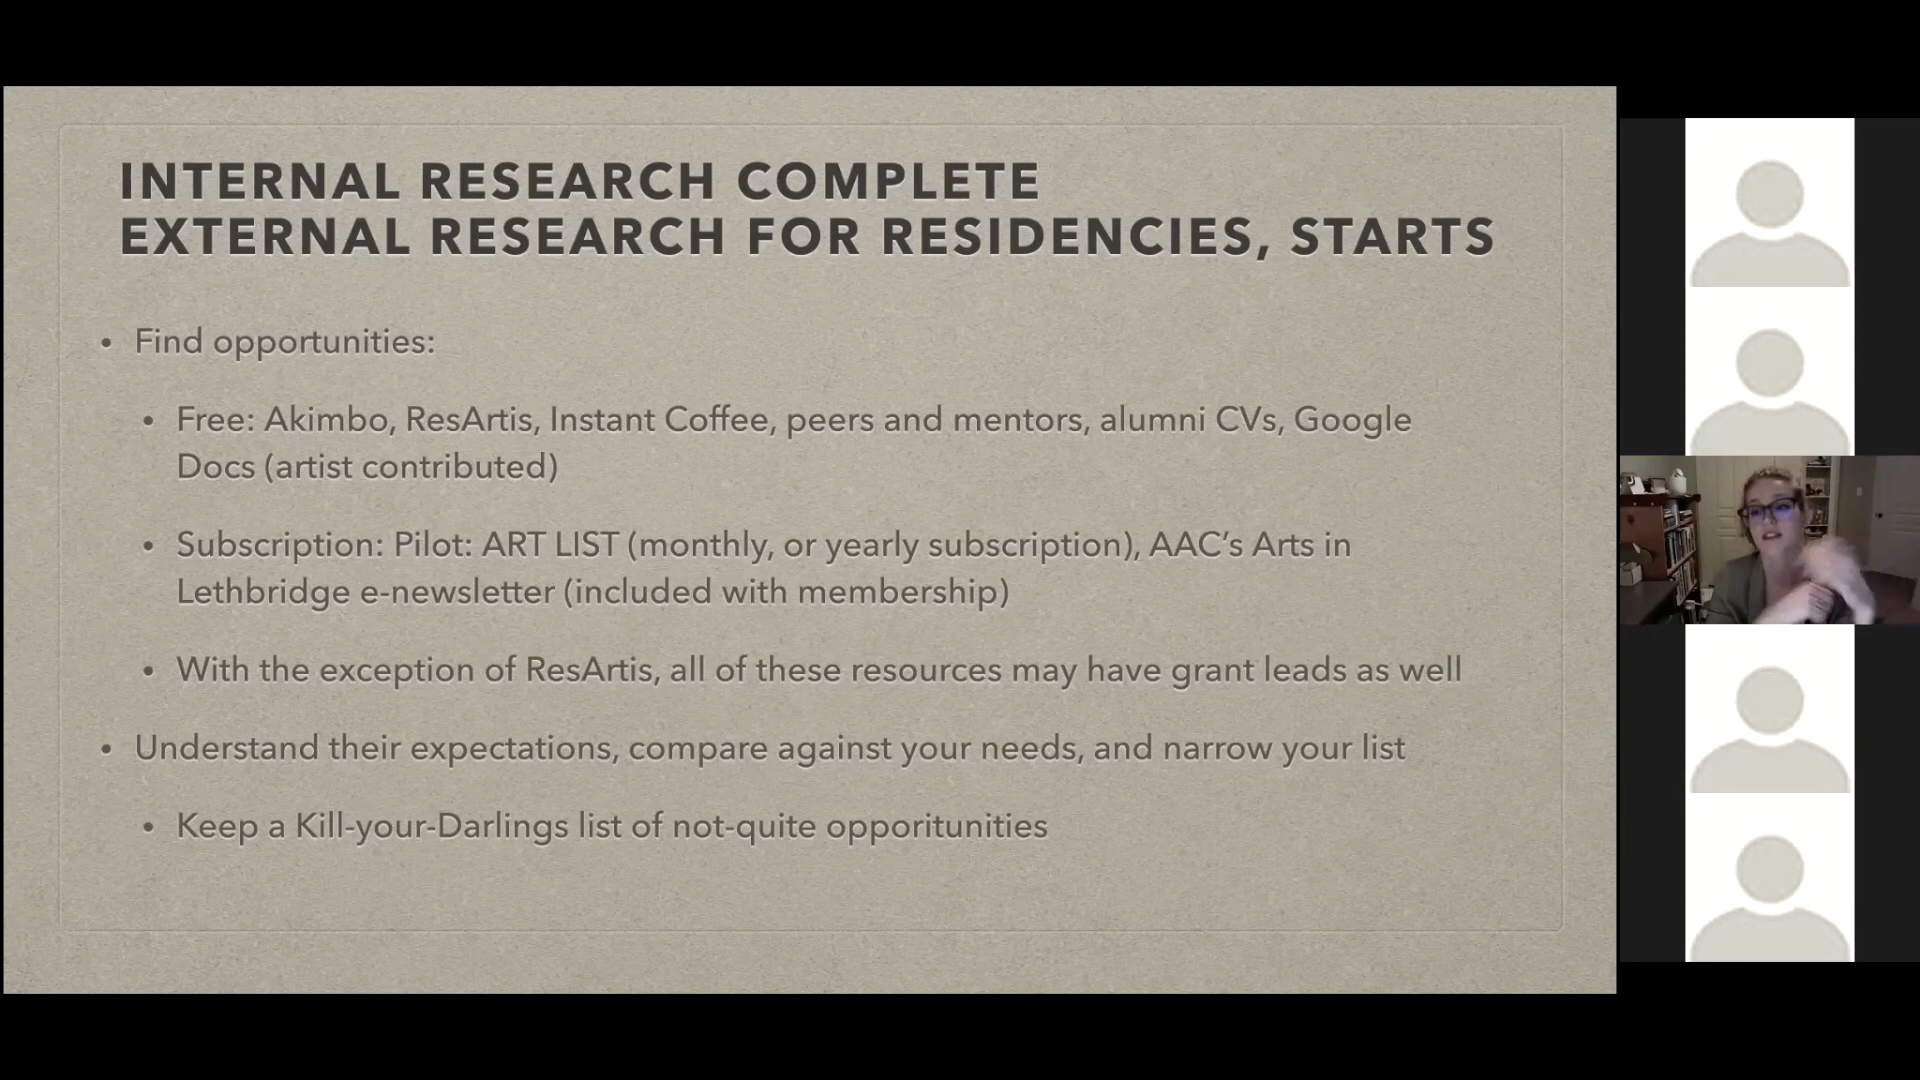 INTERNAL RESEARCH COMPLETE
EXTERNAL RESEARCH FOR RESIDENCIES, STARTS
• Find opportunities:
• Free: Akimbo, ResArtis, Instant Coffee, peers and mentors, alumni CVs, Google
Docs (artist contributed)
• Subscription: Pilot: ART LIST (monthly, or yearly subscription), AAC’s Arts in
Lethbridge e-newsletter (included with membership)
• With the exception of ResArtis, all of these resources may have grant leads as well
• Understand their expectations, compare against your needs, and narrow your list
• Keep a Kill-your-Darlings list of not-quite opporitunities